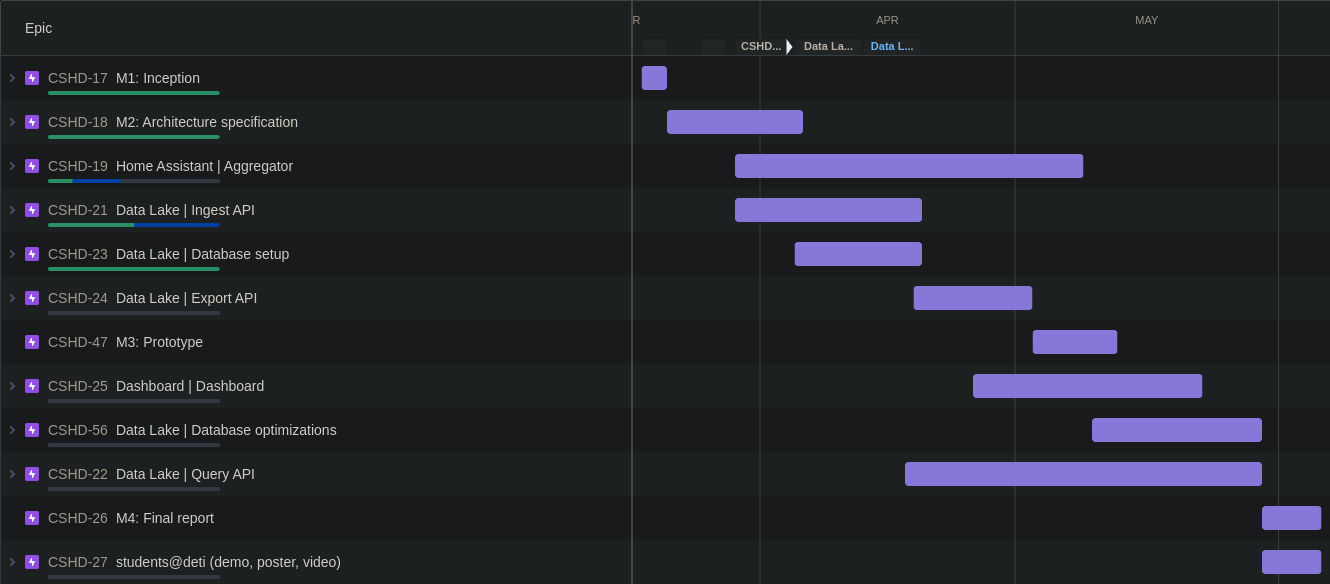 R APR MAY
Epic
CSHD... Data La... Data L...
CSHD-17 M1: Inception
CSHD-18 M2: Architecture specification
CSHD-19 Home Assistant | Aggregator
CSHD-21 Data Lake | Ingest API
CSHD-23 Data Lake | Database setup
CSHD-24 Data Lake | Export API
CSHD-47 M3: Prototype
CSHD-25 Dashboard | Dashboard
CSHD-56 Data Lake | Database optimizations
CSHD-22 Data Lake | Query API
CSHD-26 M4: Final report
CSHD-27 students@deti (demo, poster, video)